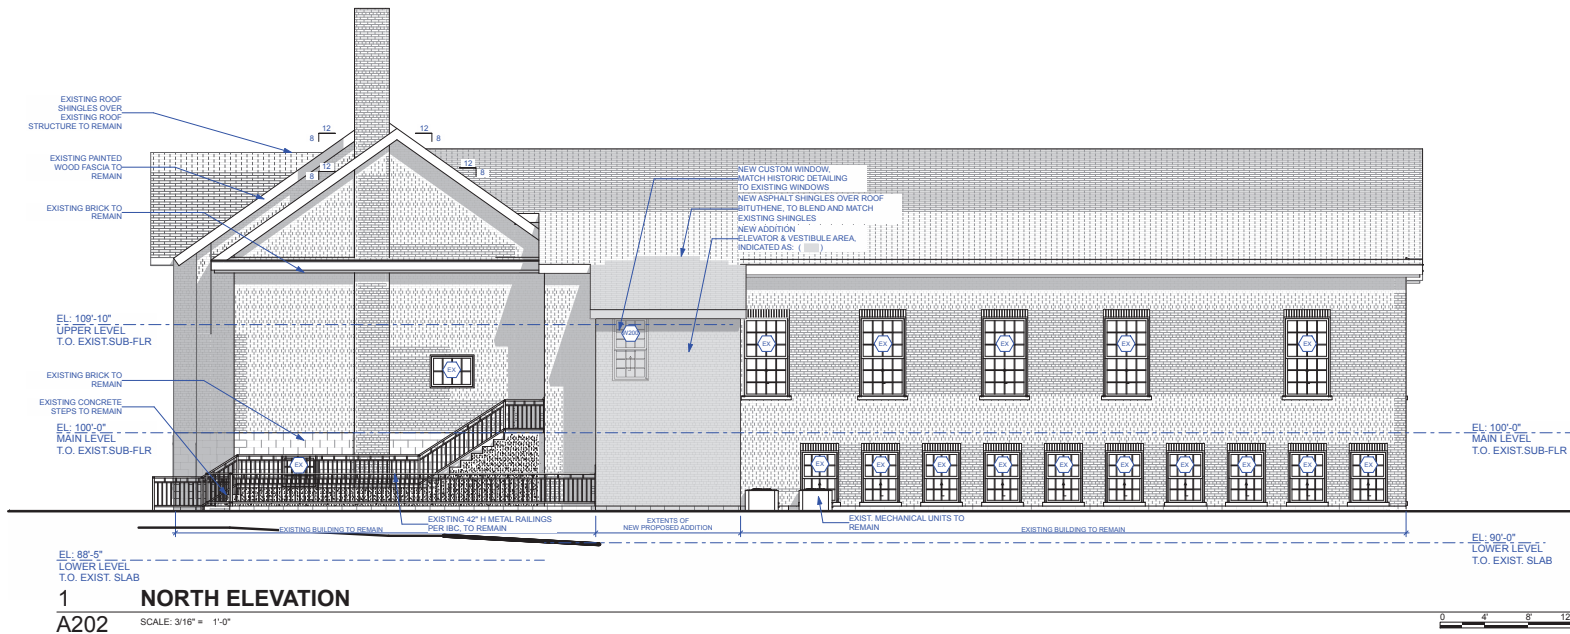 EXISTING ROOF
SHINGLES OVER
EXISTING ROOF
STRUCTURE TO REMAIN
12
8
12
8
12
8
12
8
EXISTING PAINTED
WOOD FASCIA TO
REMAIN
EXISTING BRICK TO
REMAIN
NEW CUSTOM WINDOW,
MATCH HISTORIC DETAILING
TO EXISTING WINDOWS
NEW ASPHALT SHINGLES OVER ROOF
BITUTHENE, TO BLEND AND MATCH
EXISTING SHINGLES
NEW ADDITION
ELEVATOR & VESTIBULE AREA,
INDICATED AS: ( )
EL: 109'-10"
UPPER LEVEL
T.O. EXIST.SUB-FLR
EX
EX
EX
EX
EX
EX
EXISTING BRICK TO
REMAIN
EXISTING CONCRETE
STEPS TO REMAIN
EL: 100'-0"
MAIN LEVEL
T.O. EXIST.SUB-FLR
EL: 100'-0"
MAIN LEVEL
T.O. EXIST.SUB-FLR
EX
EX
EX
EX
EX
EX
EX
EX
EX
EX
EX
EXISTING BUILDING TO REMAIN
EXISTING 42" H METAL RAILINGS
PER IBC, TO REMAIN
EXTENTS OF
NEW PROPOSED ADDITION
EXIST. MECHANICAL UNITS TO
REMAIN
EXISTING BUILDING TO REMAIN
EL: 88'-5"
LOWER LEVEL
T.O. EXIST. SLAB
EL: 90'-0"
LOWER LEVEL
T.O. EXIST. SLAB
1 NORTH ELEVATION
A202 SCALE: 3/16" = 1'-0"
0 4' 8' 12